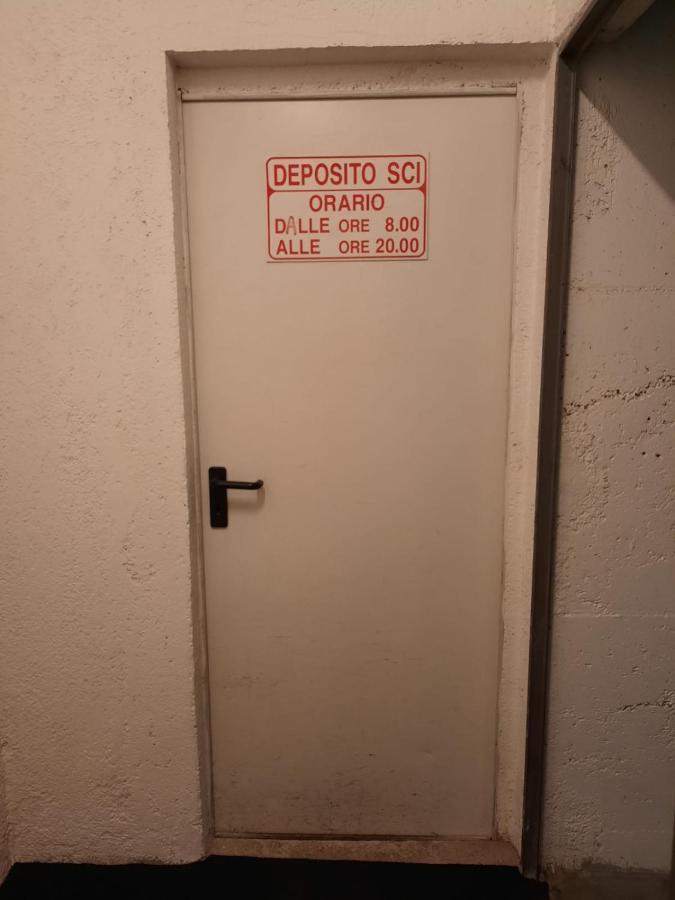 DEPOSITO SCI
ORARIO
DALLE ORE 8.00
ALLE ORE 20.00